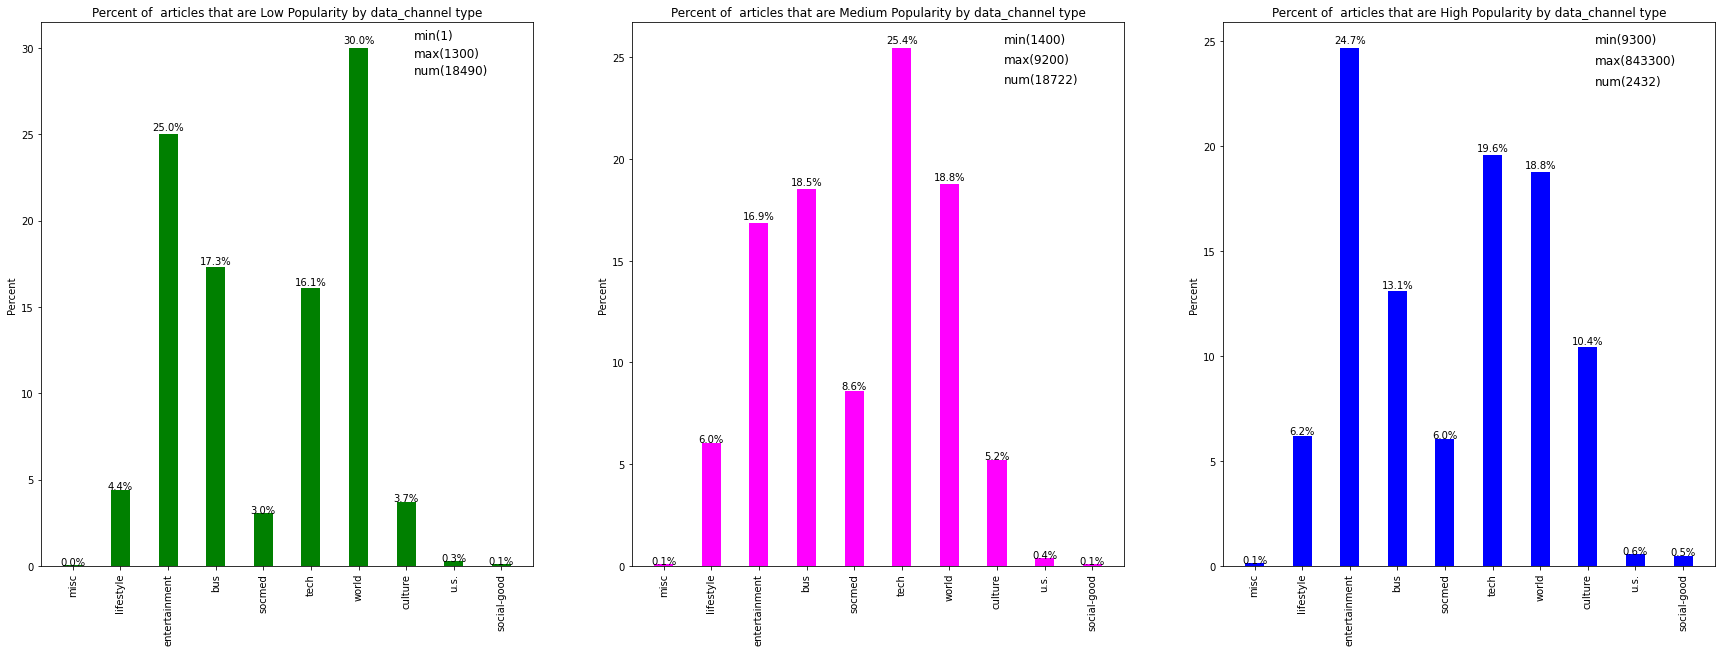 Percent of  articles that are Low Popularity by data_channel type
min(1)
max(1300)
num(18490)
Percent
30
25
20
15
10
5
0
0.0%
4.4%
25.0%
17.3%
3.0%
16.1%
30.0%
3.7%
0.3%
0.1%
misc
lifestyle
entertainment
bus
socmed
tech
world
culture
u.s.
social-good
Percent of  articles that are Medium Popularity by data_channel type
min(1400)
max(9200)
num(18722)
Percent
25
20
15
10
5
0
0.1%
6.0%
16.9%
18.5%
8.6%
25.4%
18.8%
5.2%
0.4%
0.1%
misc
lifestyle
entertainment
bus
socmed
tech
world
culture
u.s.
social-good
Percent of  articles that are High Popularity by data_channel type
min(9300)
max(843300)
num(2432)
Percent
25
20
15
10
5
0
0.1%
6.2%
24.7%
13.1%
6.0%
19.6%
18.8%
10.4%
0.6%
0.5%
misc
lifestyle
entertainment
bus
socmed
tech
world
culture
u.s.
social-good